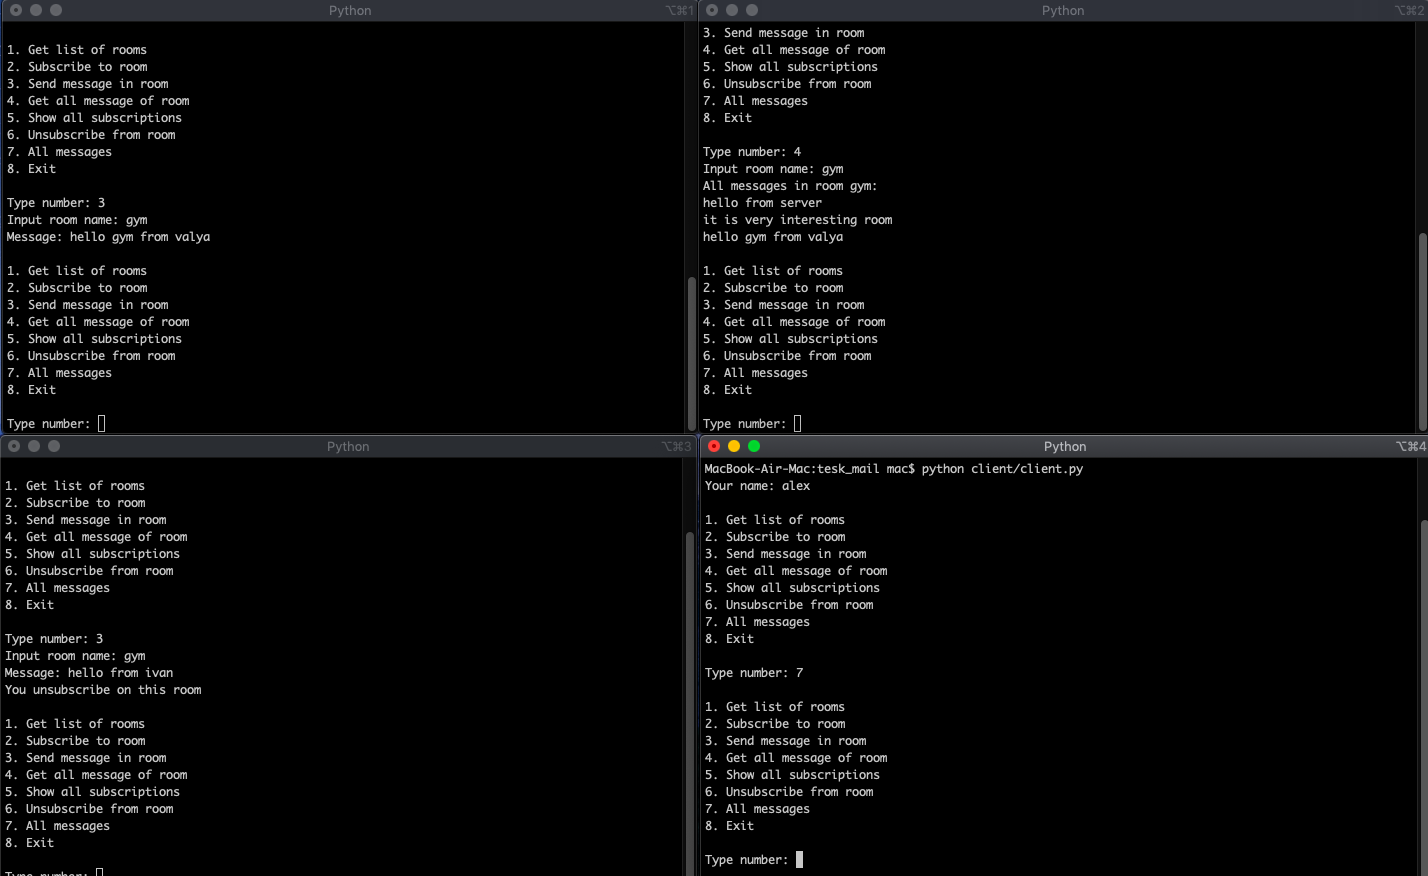 Python ⌥⌘1
1. Get list of rooms
2. Subscribe to room
3. Send message in room
4. Get all message of room
5. Show all subscriptions
6. Unsubscribe from room
7. All messages
8. Exit
Type number: 3
Input room name: gym
Message: hello gym from valya
1. Get list of rooms
2. Subscribe to room
3. Send message in room
4. Get all message of room
5. Show all subscriptions
6. Unsubscribe from room
7. All messages
8. Exit
Type number:
Python ⌥⌘2
3. Send message in room
4. Get all message of room
5. Show all subscriptions
6. Unsubscribe from room
7. All messages
8. Exit
Type number: 4
Input room name: gym
All messages in room gym:
hello from server
it is very interesting room
hello gym from valya
1. Get list of rooms
2. Subscribe to room
3. Send message in room
4. Get all message of room
5. Show all subscriptions
6. Unsubscribe from room
7. All messages
8. Exit
Type number:
Python ⌥⌘3
1. Get list of rooms
2. Subscribe to room
3. Send message in room
4. Get all message of room
5. Show all subscriptions
6. Unsubscribe from room
7. All messages
8. Exit
Type number: 3
Input room name: gym
Message: hello from ivan
You unsubscribe on this room
1. Get list of rooms
2. Subscribe to room
3. Send message in room
4. Get all message of room
5. Show all subscriptions
6. Unsubscribe from room
7. All messages
8. Exit
Type number:
Python ⌥⌘4
MacBook-Air-Mac:tesk_mail mac$ python client/client.py
Your name: alex
1. Get list of rooms
2. Subscribe to room
3. Send message in room
4. Get all message of room
5. Show all subscriptions
6. Unsubscribe from room
7. All messages
8. Exit
Type number: 7
1. Get list of rooms
2. Subscribe to room
3. Send message in room
4. Get all message of room
5. Show all subscriptions
6. Unsubscribe from room
7. All messages
8. Exit
Type number: